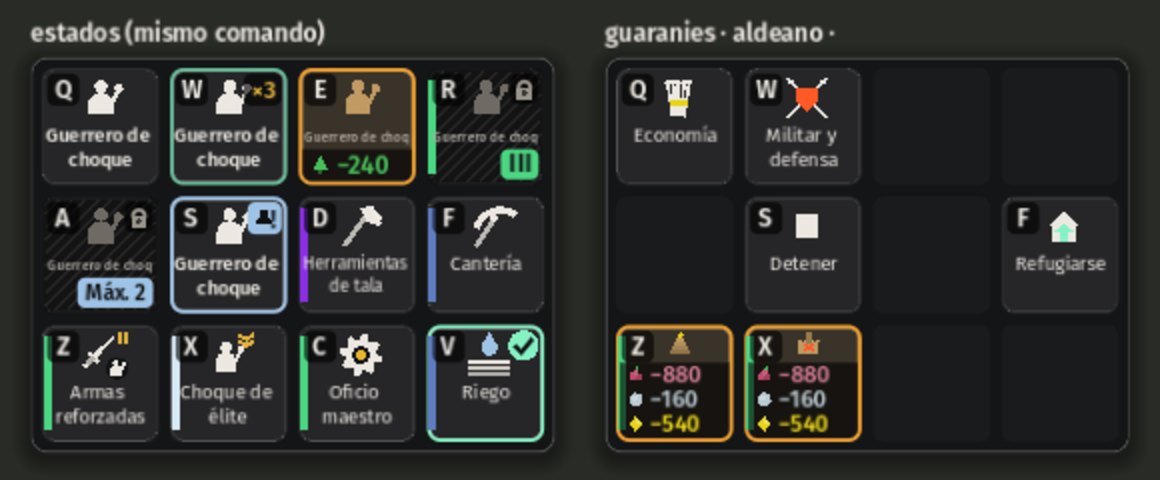 estados (mismo comando)
Q
Guerrero de
choque
W
×3
Guerrero de
choque
E
Guerrero de choq
-240
R
Guerrero de choq
III
A
Guerrero de choq
Máx. 2
S
Guerrero de
choque
D
Herramientas
de tala
F
Cantería
Z
Armas
reforzadas
X
Choque de
élite
C
Oficio
maestro
V
Riego
guaranies · aldeano ·
Q
Economía
W
Militar y
defensa
S
Detener
F
Refugiarse
Z
-880
-160
-540
X
-880
-160
-540